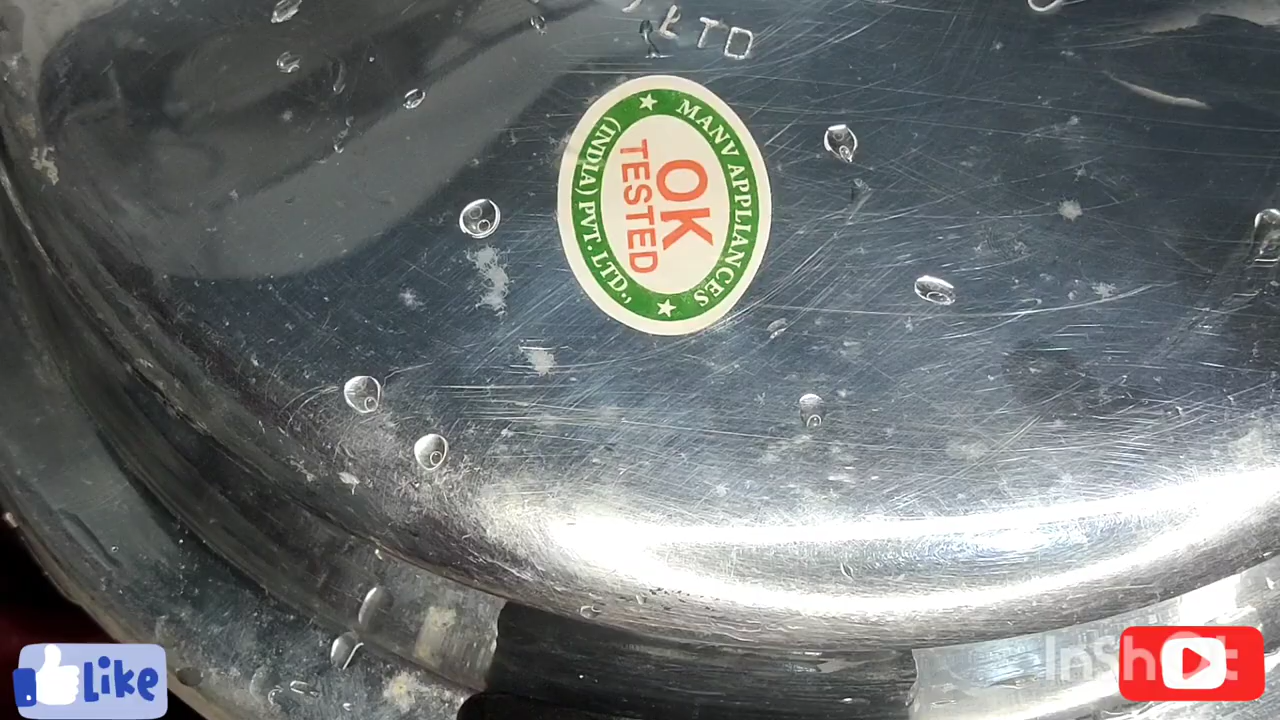 LTD
MANV APPLIANCES
(INDIA) PVT. LTD.,
OK
TESTED
Like
InShOt